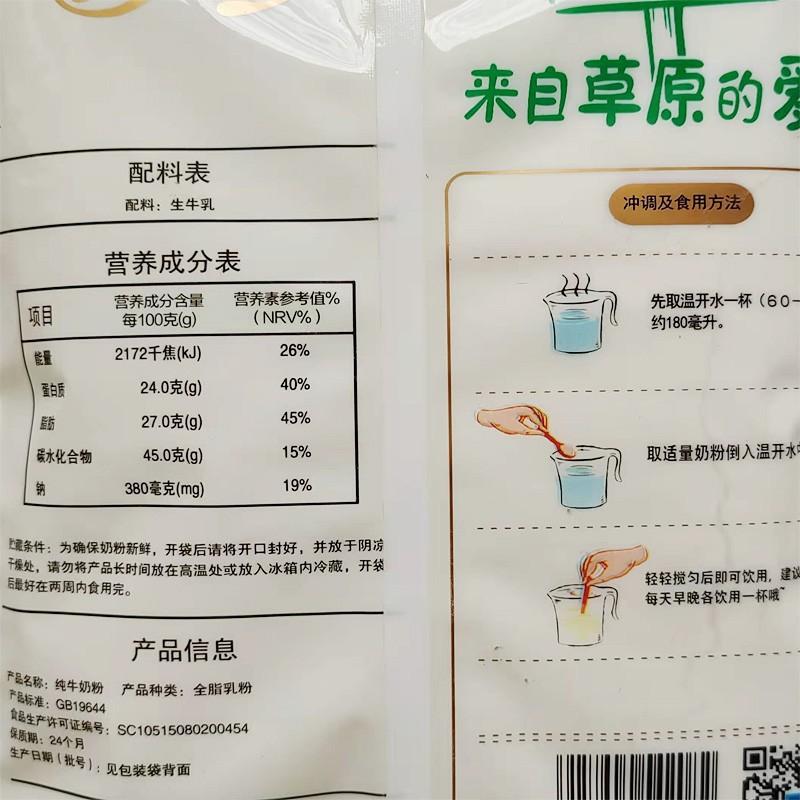 配料表
配料：生牛乳
营养成分表
项目 营养成分含量 每100克(g) 营养素参考值% （NRV%）
能量 2172千焦(kJ) 26%
蛋白质 24.0克(g) 40%
脂肪 27.0克(g) 45%
碳水化合物 45.0克(g) 15%
钠 380毫克(mg) 19%
贮藏条件：为确保奶粉新鲜，开袋后请将开口封好，并放于阴凉
干燥处，请勿将产品长时间放在高温处或放入冰箱内冷藏，开袋
后最好在两周内食用完。
产品信息
产品名称：纯牛奶粉 产品种类：全脂乳粉
产品标准：GB19644
食品生产许可证编号：SC10515080200454
保质期：24个月
生产日期（批号）：见包装袋背面
来自草原的爱
冲调及食用方法
先取温开水一杯（60-
约180毫升。
取适量奶粉倒入温开水中
轻轻搅匀后即可饮用，建议
每天早晚各饮用一杯哦~